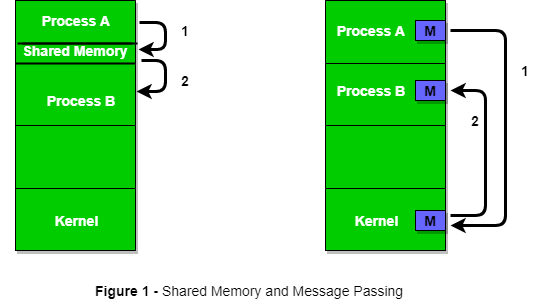 Process A
1
Shared Memory
2
Process B
Kernel
Process A M
1
Process B M
2
Kernel M
Figure 1 - Shared Memory and Message Passing